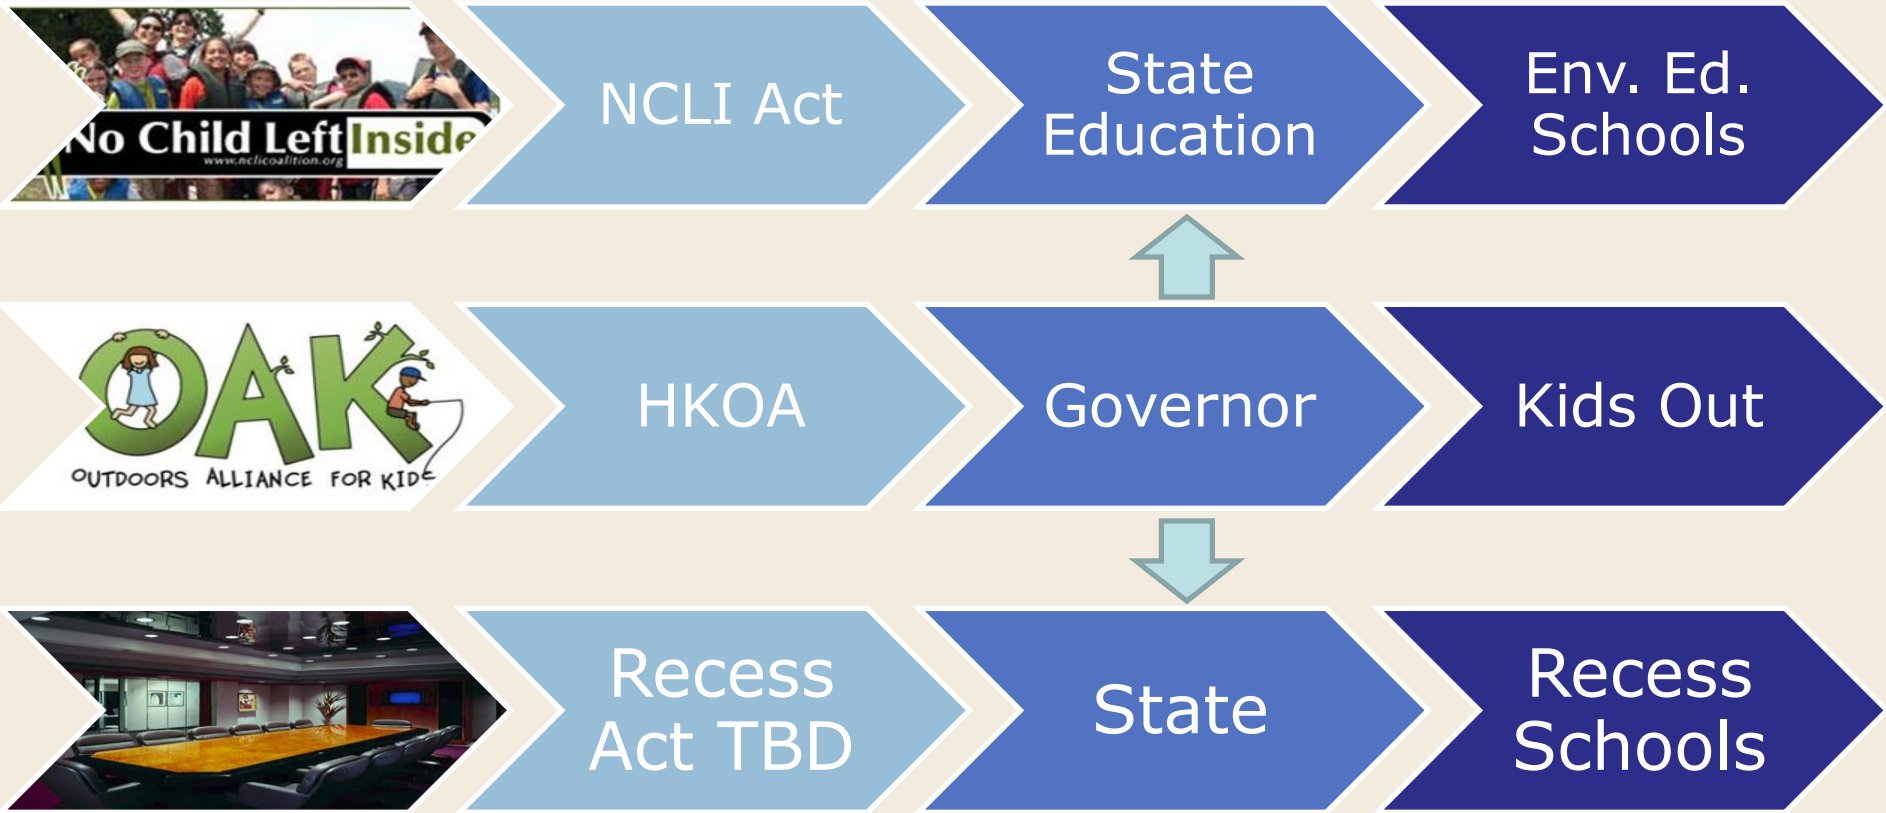 No Child Left Inside
www.nclicoalition.org
NCLI Act
State
Education
Env. Ed.
Schools
OAK
OUTDOORS ALLIANCE FOR KIDS
HKOA
Governor
Kids Out
Recess
Act TBD
State
Recess
Schools